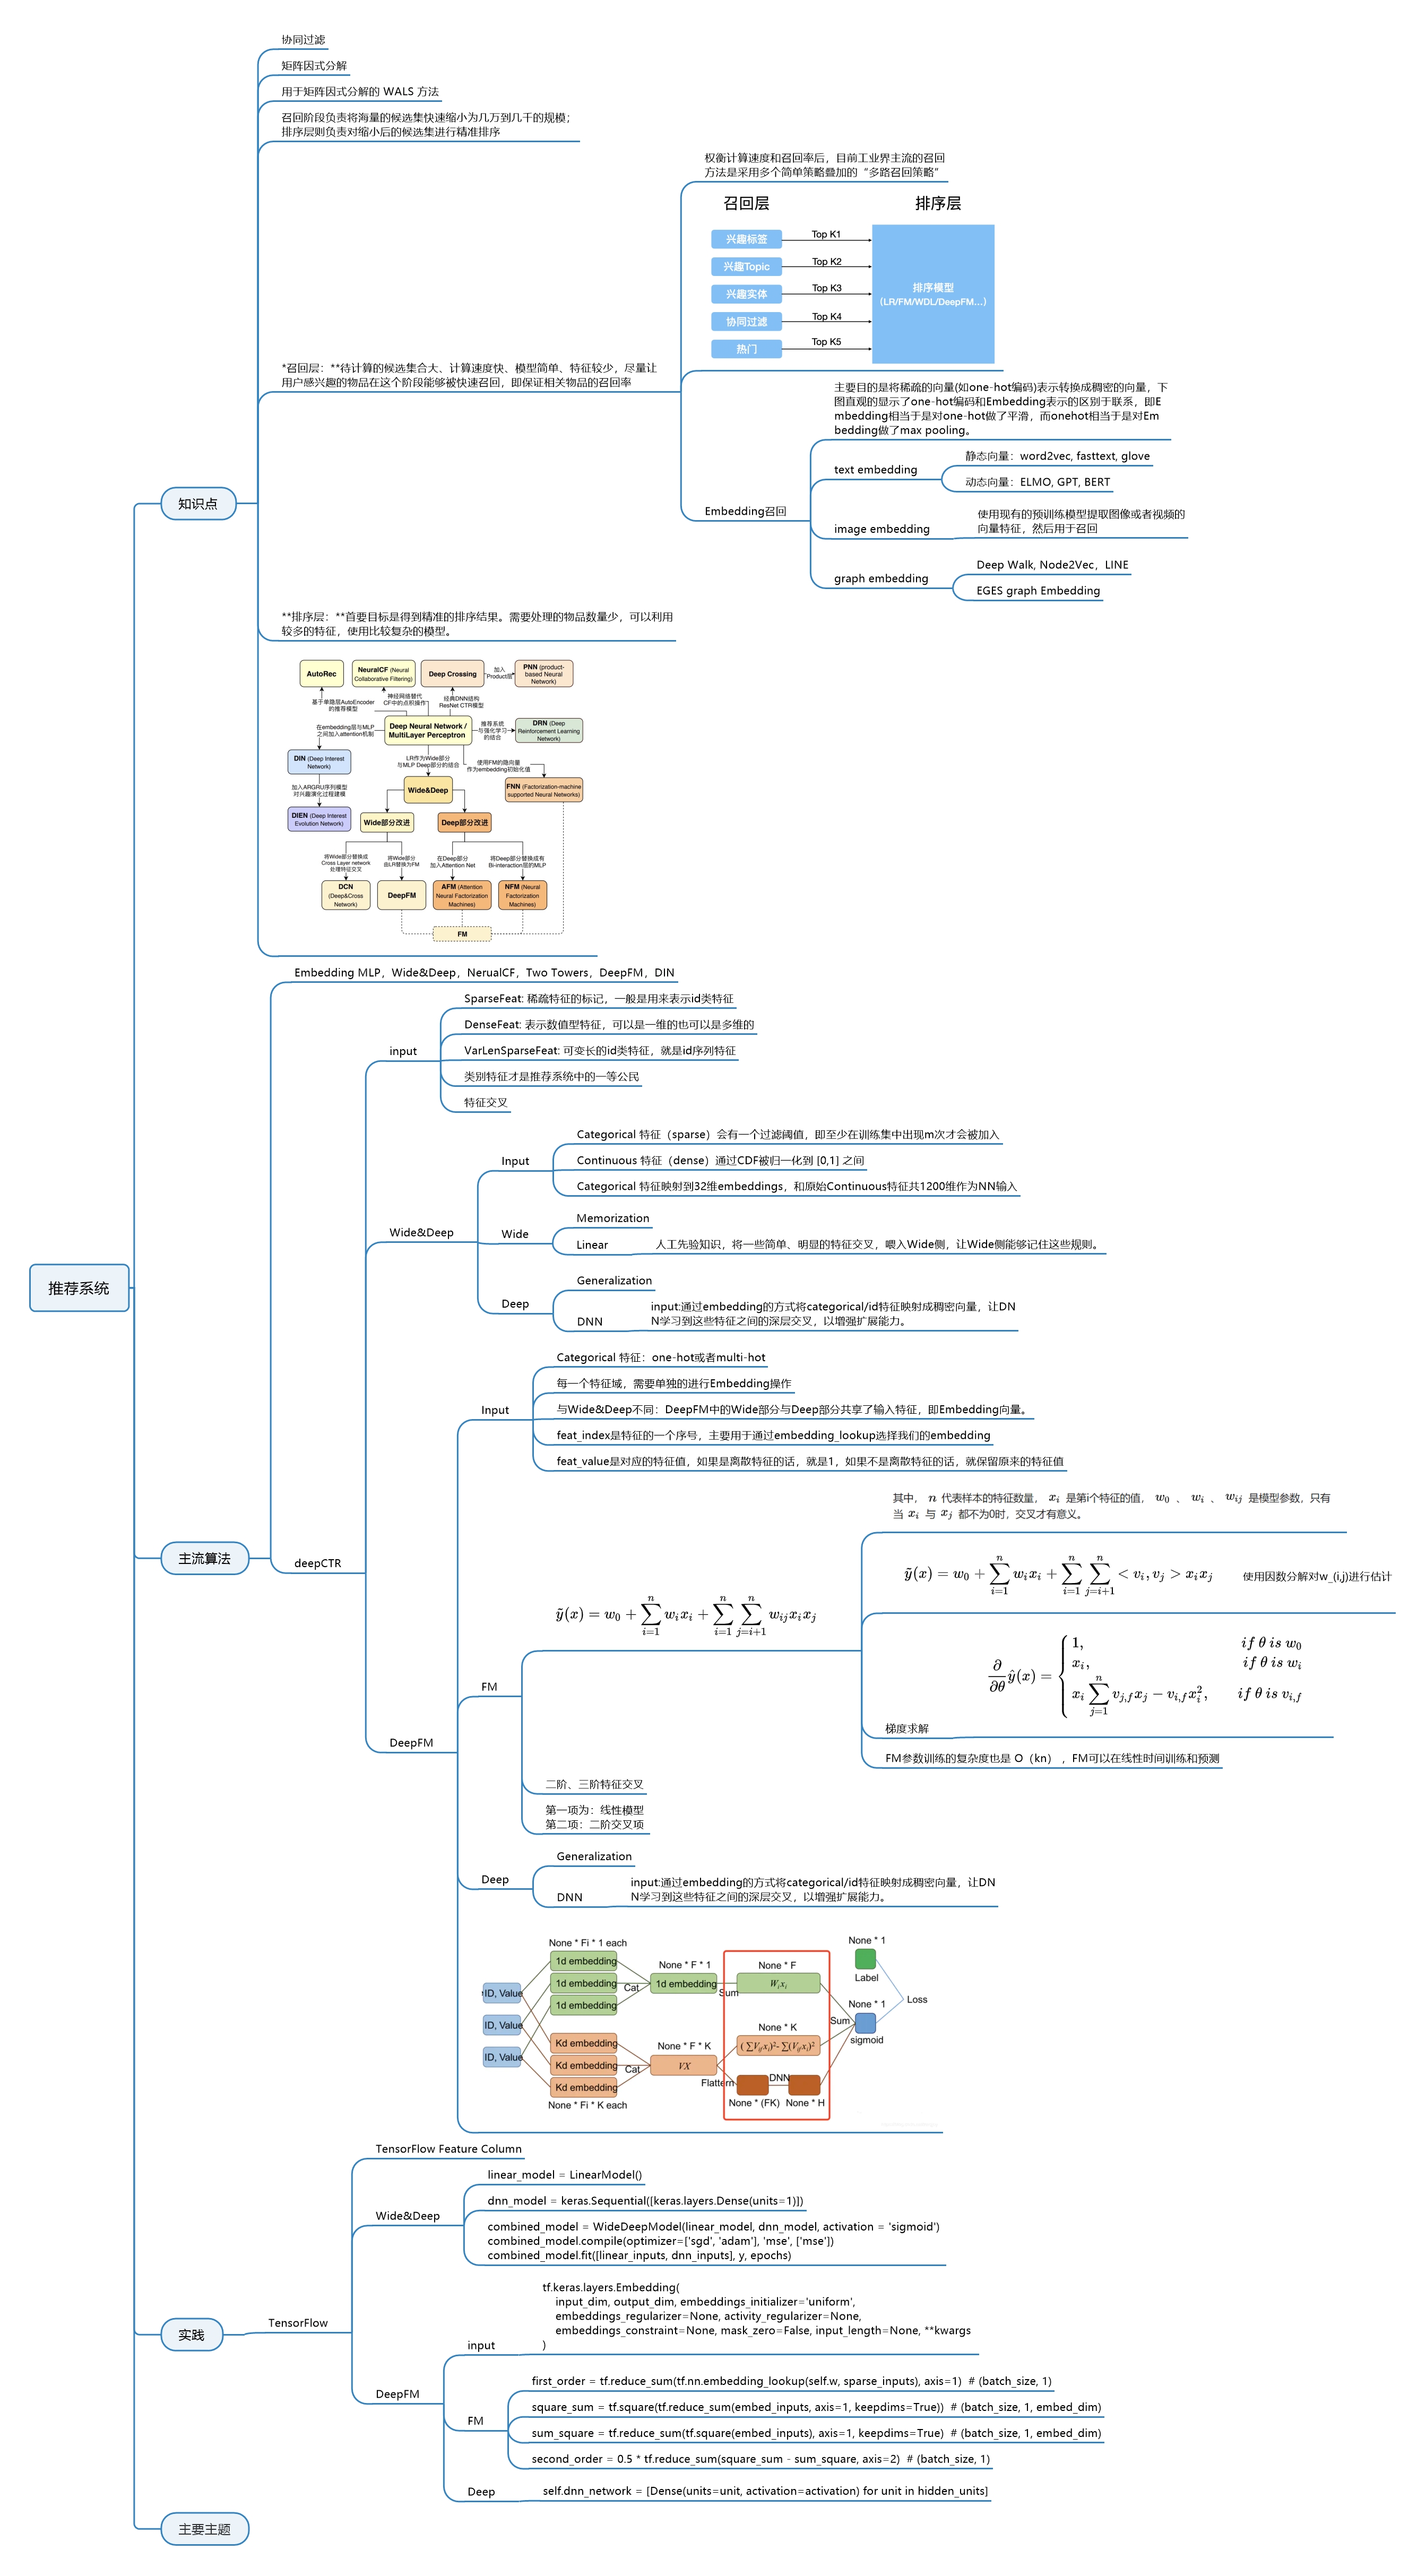 推荐系统
知识点
协同过滤
矩阵因式分解
用于矩阵因式分解的 WALS 方法
召回阶段负责将海量的候选集快速缩小为几万到几千的规模；
排序层则负责对缩小后的候选集进行精准排序
*召回层：**待计算的候选集合大、计算速度快、模型简单、特征较少，尽量让
用户感兴趣的物品在这个阶段能够被快速召回，即保证相关物品的召回率
权衡计算速度和召回率后，目前工业界主流的召回
方法是采用多个简单策略叠加的“多路召回策略”
召回层
排序层
兴趣标签
Top K1
兴趣Topic
Top K2
兴趣实体
Top K3
协同过滤
Top K4
热门
Top K5
排序模型
（LR/FM/WDL/DeepFM...）
Embedding召回
主要目的是将稀疏的向量(如one-hot编码)表示转换成稠密的向量，下
图直观的显示了one-hot编码和Embedding表示的区别于联系，即E
mbedding相当于是对one-hot做了平滑，而onehot相当于是对Em
bedding做了max pooling。
text embedding
静态向量：word2vec, fasttext, glove
动态向量：ELMO, GPT, BERT
image embedding
使用现有的预训练模型提取图像或者视频的
向量特征，然后用于召回
graph embedding
Deep Walk, Node2Vec，LINE
EGES graph Embedding
**排序层：**首要目标是得到精准的排序结果。需要处理的物品数量少，可以利用
较多的特征，使用比较复杂的模型。
AutoRec
NeuralCF (Neural
Collaborative Filtering)
Deep Crossing
加入
Product层
PNN (product-
based Neural
Network)
基于单隐层AutoEncoder
的推荐模型
神经网络替代
CF中的点积操作
经典DNN结构
ResNet CTR模型
在embedding层与MLP
之间加入attention机制
Deep Neural Network /
MultiLayer Perceptron
推荐系统
与强化学习
的结合
DRN (Deep
Reinforcement Learning
Network)
DIN (Deep Interest
Network)
LR作为Wide部分
与MLP Deep部分的结合
使用FM的隐向量
作为embedding初始化值
加入ARGRU序列模型
对兴趣演化过程建模
Wide&Deep
FNN (Factorization-machine
supported Neural Networks)
DIEN (Deep Interest
Evolution Network)
Wide部分改进
Deep部分改进
将Wide部分替换成
Cross Layer network
处理特征交叉
将Wide部分
由LR替换为FM
在Deep部分
加入Attention Net
将Deep部分替换成有
Bi-interaction层的MLP
DCN
(Deep&Cross
Network)
DeepFM
AFM (Attention
Neural Factorization
Machines)
NFM (Neural
Factorization
Machines)
FM
主流算法
Embedding MLP，Wide&Deep，NerualCF，Two Towers，DeepFM，DIN
deepCTR
input
SparseFeat: 稀疏特征的标记，一般是用来表示id类特征
DenseFeat: 表示数值型特征，可以是一维的也可以是多维的
VarLenSparseFeat: 可变长的id类特征，就是id序列特征
类别特征才是推荐系统中的一等公民
特征交叉
Wide&Deep
Input
Categorical 特征（sparse）会有一个过滤阈值，即至少在训练集中出现m次才会被加入
Continuous 特征（dense）通过CDF被归一化到 [0,1] 之间
Categorical 特征映射到32维embeddings，和原始Continuous特征共1200维作为NN输入
Wide
Memorization
Linear
人工先验知识，将一些简单、明显的特征交叉，喂入Wide侧，让Wide侧能够记住这些规则。
Deep
Generalization
DNN
input:通过embedding的方式将categorical/id特征映射成稠密向量，让DN
N学习到这些特征之间的深层交叉，以增强扩展能力。
DeepFM
Input
Categorical 特征：one-hot或者multi-hot
每一个特征域，需要单独的进行Embedding操作
与Wide&Deep不同：DeepFM中的Wide部分与Deep部分共享了输入特征，即Embedding向量。
feat_index是特征的一个序号，主要用于通过embedding_lookup选择我们的embedding
feat_value是对应的特征值，如果是离散特征的话，就是1，如果不是离散特征的话，就保留原来的特征值
FM
ỹ(x) = w₀ + ∑ᵢ₌₁ⁿ wᵢxᵢ + ∑ᵢ₌₁ⁿ ∑ⱼ₌ᵢ₊₁ⁿ wᵢⱼxᵢxⱼ
其中， n 代表样本的特征数量， xᵢ 是第i个特征的值， w₀ 、 wᵢ 、 wᵢⱼ 是模型参数，只有
当 xᵢ 与 xⱼ 都不为0时，交叉才有意义。
ỹ(x) = w₀ + ∑ᵢ₌₁ⁿ wᵢxᵢ + ∑ᵢ₌₁ⁿ ∑ⱼ₌ᵢ₊₁ⁿ < vᵢ, vⱼ > xᵢxⱼ
使用因数分解对w_(i,j)进行估计
梯度求解
∂/∂θ ŷ(x) = {
1, if θ is w₀
xᵢ, if θ is wᵢ
xᵢ ∑ⱼ₌₁ⁿ v_{j,f}xⱼ − v_{i,f}xᵢ², if θ is v_{i,f}
FM参数训练的复杂度也是 O（kn） ，FM可以在线性时间训练和预测
二阶、三阶特征交叉
第一项为：线性模型
第二项：二阶交叉项
Deep
Generalization
DNN
input:通过embedding的方式将categorical/id特征映射成稠密向量，让DN
N学习到这些特征之间的深层交叉，以增强扩展能力。
None * Fi * 1 each
1d embedding
1d embedding
1d embedding
ID, Value
ID, Value
ID, Value
Kd embedding
Kd embedding
Kd embedding
None * Fi * K each
Cat
Cat
None * F * 1
1d embedding
None * F * K
VX
Sum
Flattern
None * F
Wᵢxᵢ
None * K
( ∑Vᵢfxᵢ)²- ∑(Vᵢfxᵢ)²
DNN
None * (FK)
None * H
Sum
None * 1
Label
None * 1
sigmoid
Loss
实践
TensorFlow
TensorFlow Feature Column
Wide&Deep
linear_model = LinearModel()
dnn_model = keras.Sequential([keras.layers.Dense(units=1)])
combined_model = WideDeepModel(linear_model, dnn_model, activation = 'sigmoid')
combined_model.compile(optimizer=['sgd', 'adam'], 'mse', ['mse'])
combined_model.fit([linear_inputs, dnn_inputs], y, epochs)
DeepFM
input
tf.keras.layers.Embedding(
input_dim, output_dim, embeddings_initializer='uniform',
embeddings_regularizer=None, activity_regularizer=None,
embeddings_constraint=None, mask_zero=False, input_length=None, **kwargs
)
FM
first_order = tf.reduce_sum(tf.nn.embedding_lookup(self.w, sparse_inputs), axis=1)  # (batch_size, 1)
square_sum = tf.square(tf.reduce_sum(embed_inputs, axis=1, keepdims=True))  # (batch_size, 1, embed_dim)
sum_square = tf.reduce_sum(tf.square(embed_inputs), axis=1, keepdims=True)  # (batch_size, 1, embed_dim)
second_order = 0.5 * tf.reduce_sum(square_sum - sum_square, axis=2)  # (batch_size, 1)
Deep
self.dnn_network = [Dense(units=unit, activation=activation) for unit in hidden_units]
主要主题